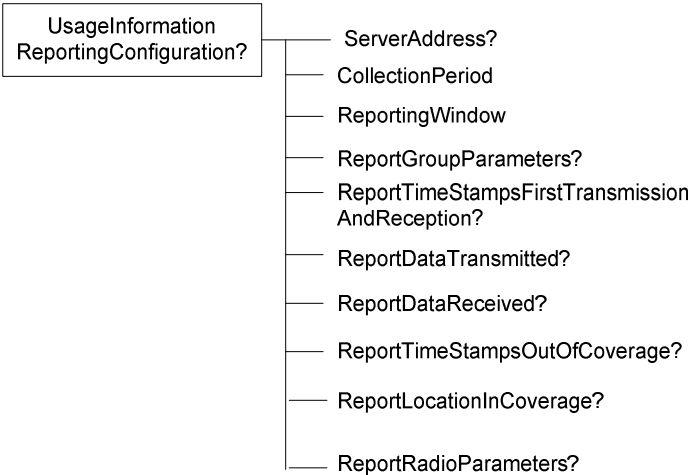 UsageInformation
ReportingConfiguration?
ServerAddress?
CollectionPeriod
ReportingWindow
ReportGroupParameters?
ReportTimeStampsFirstTransmission
AndReception?
ReportDataTransmitted?
ReportDataReceived?
ReportTimeStampsOutOfCoverage?
ReportLocationInCoverage?
ReportRadioParameters?